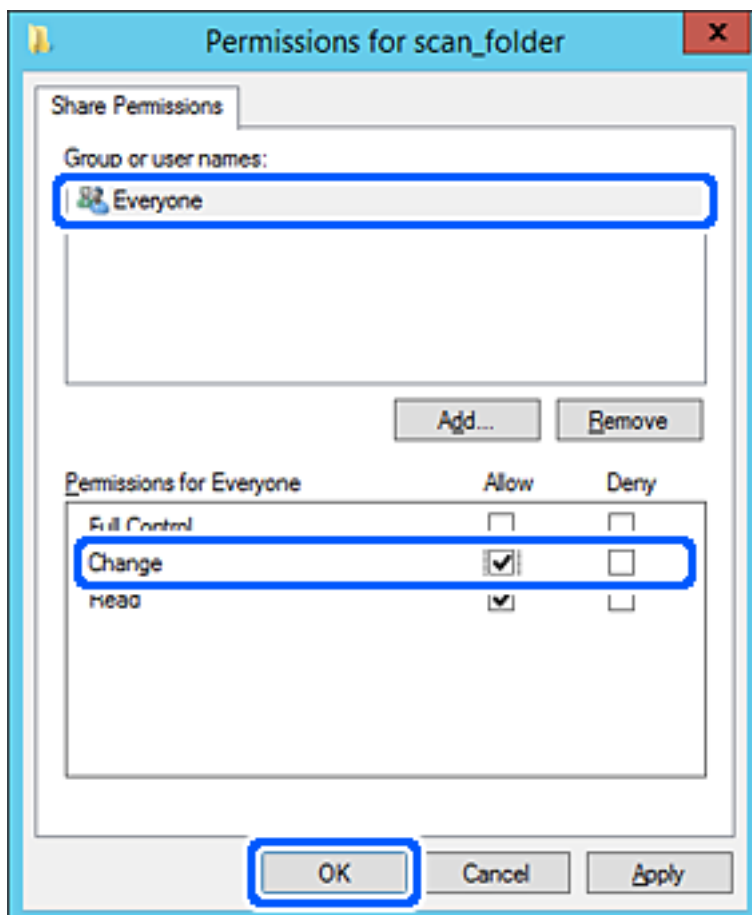 Permissions for scan_folder
Share Permissions
Group or user names:
Everyone
Add... Remove
Permissions for Everyone Allow Deny
Full Control
Change
Read
OK Cancel Apply